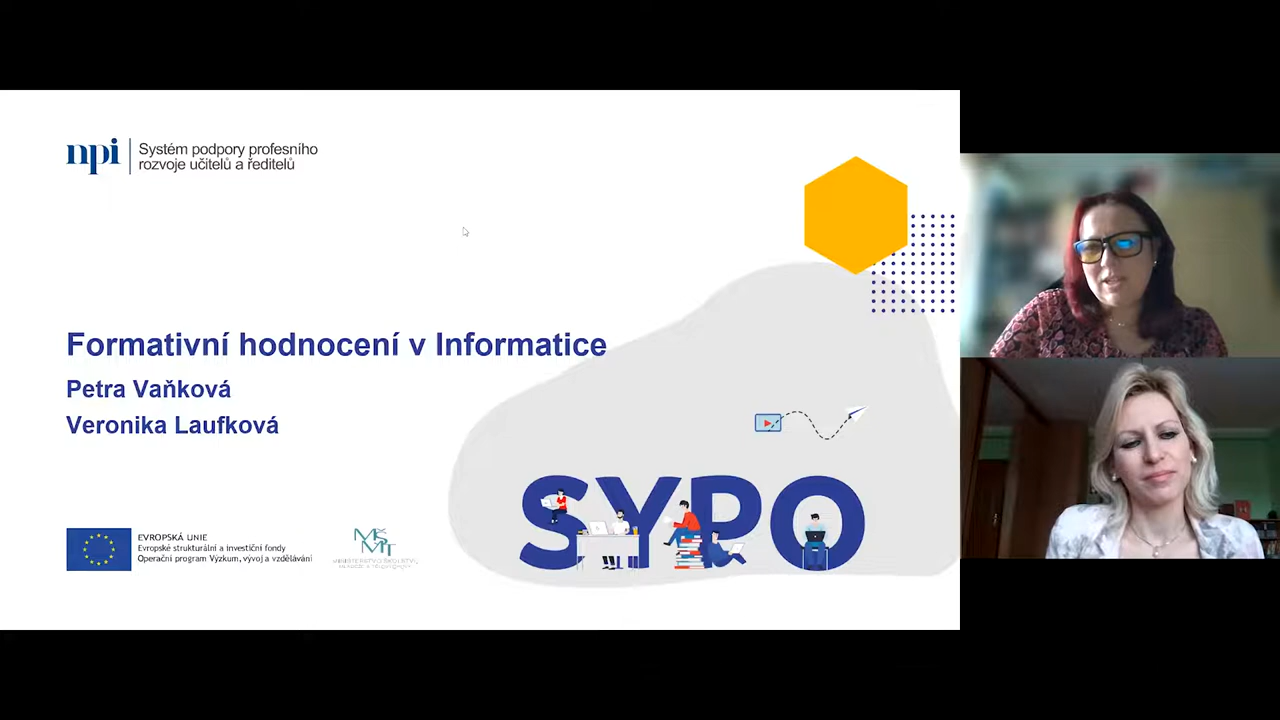 npi
Systém podpory profesního
rozvoje učitelů a ředitelů
Formativní hodnocení v Informatice
Petra Vaňková
Veronika Laufková
SYPO
EVROPSKÁ UNIE
Evropské strukturální a investiční fondy
Operační program Výzkum, vývoj a vzdělávání
MŠMT